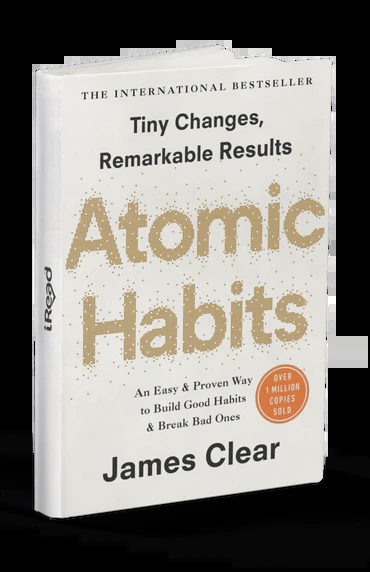 THE INTERNATIONAL BESTSELLER
Tiny Changes,
Remarkable Results
Atomic
Habits
An Easy & Proven Way
to Build Good Habits
& Break Bad Ones
OVER
1 MILLION
COPIES
SOLD
James Clear
iRead